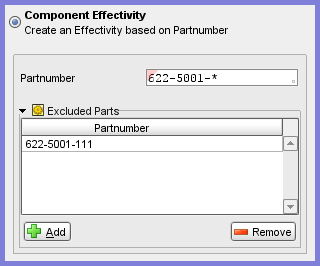 Component Effectivity
Create an Effectivity based on Partnumber
Partnumber
622-5001-*
Excluded Parts
Partnumber
622-5001-111
Add
Remove